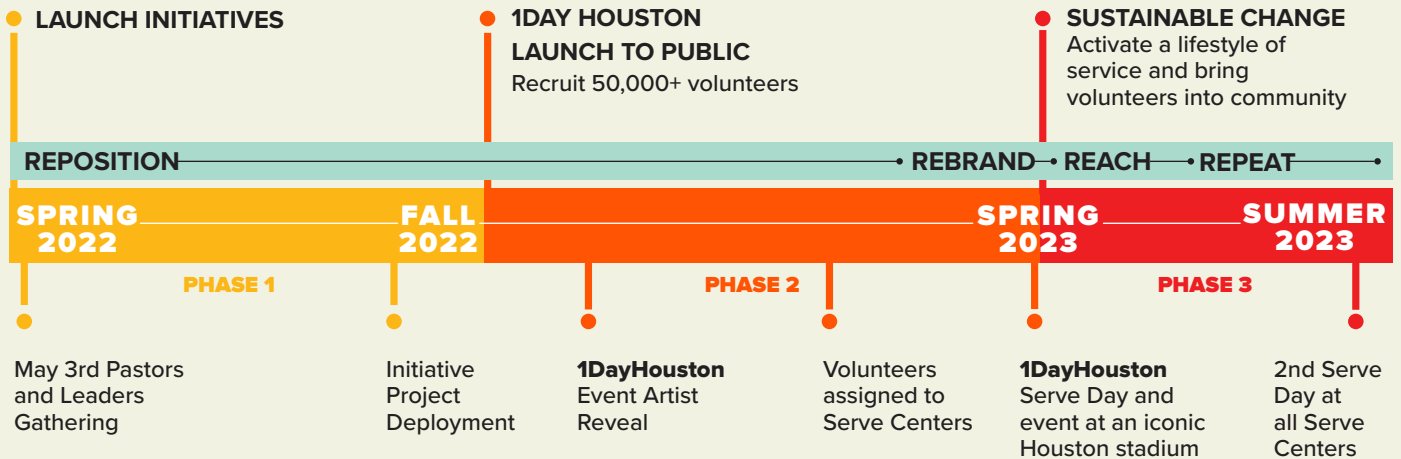 LAUNCH INITIATIVES
1DAY HOUSTON
LAUNCH TO PUBLIC
Recruit 50,000+ volunteers
SUSTAINABLE CHANGE
Activate a lifestyle of
service and bring
volunteers into community
REPOSITION REBRAND REACH REPEAT
SPRING
2022
FALL
2022
SPRING
2023
SUMMER
2023
PHASE 1
PHASE 2
PHASE 3
May 3rd Pastors
and Leaders
Gathering
Initiative
Project
Deployment
1DayHouston
Event Artist
Reveal
Volunteers
assigned to
Serve Centers
1DayHouston
Serve Day and
event at an iconic
Houston stadium
2nd Serve
Day at
all Serve
Centers